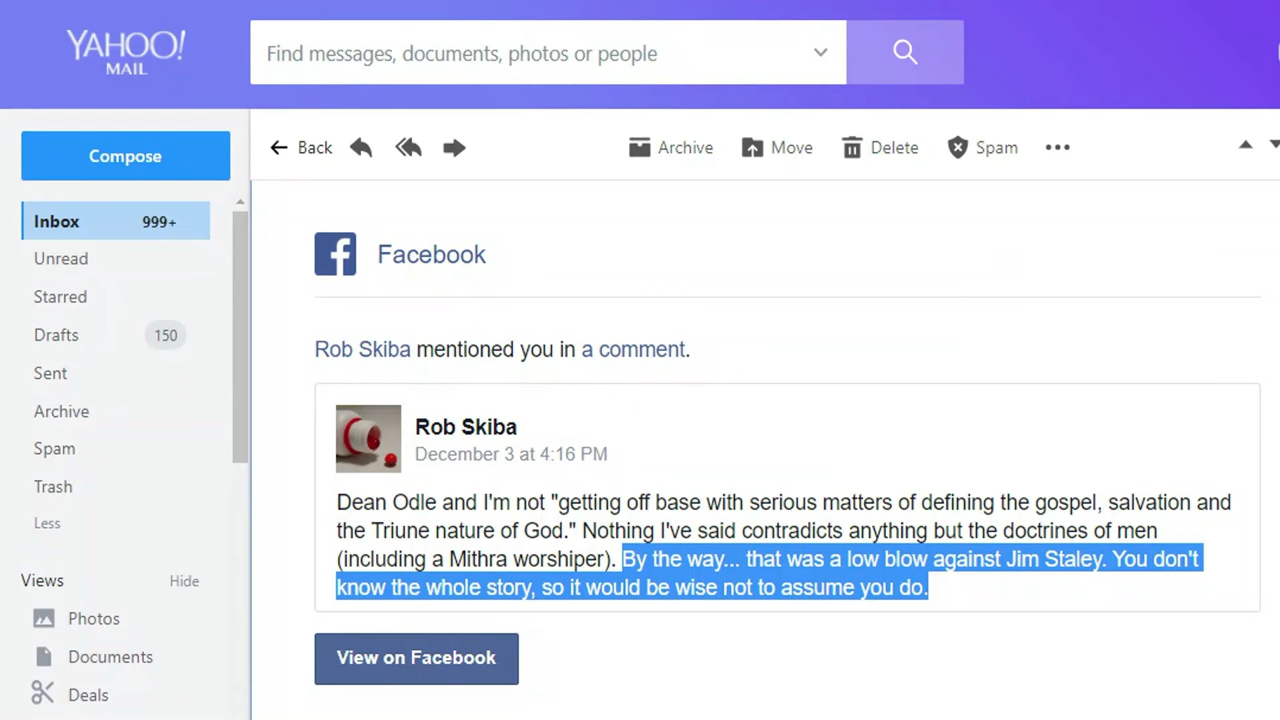 YAHOO!
MAIL
Find messages, documents, photos or people
Compose
Back
Archive
Move
Delete
Spam
Inbox 999+
Unread
Starred
Drafts 150
Sent
Archive
Spam
Trash
Less
Views Hide
Photos
Documents
Deals
Facebook
Rob Skiba mentioned you in a comment.
Rob Skiba
December 3 at 4:16 PM
Dean Odle and I'm not "getting off base with serious matters of defining the gospel, salvation and
the Triune nature of God." Nothing I've said contradicts anything but the doctrines of men
(including a Mithra worshiper). By the way... that was a low blow against Jim Staley. You don't
know the whole story, so it would be wise not to assume you do.
View on Facebook